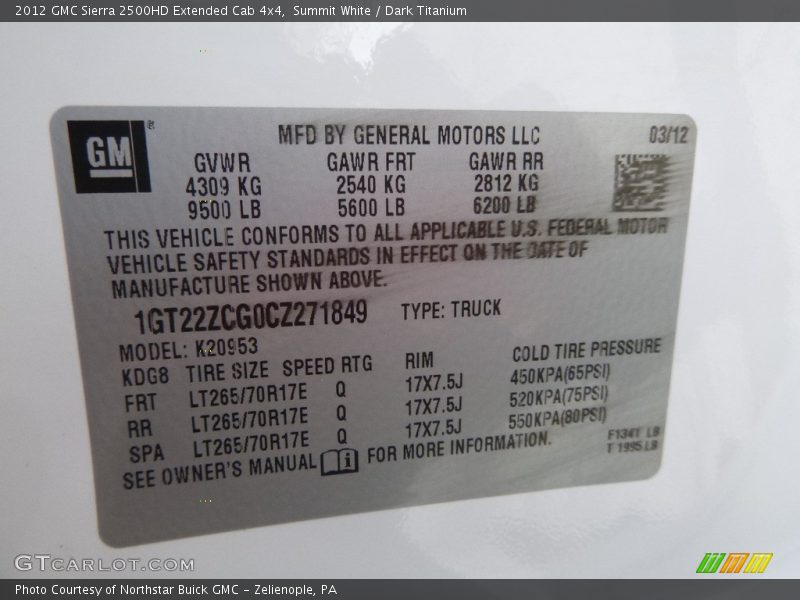 2012 GMC Sierra 2500HD Extended Cab 4x4, Summit White / Dark Titanium
GM
MFD BY GENERAL MOTORS LLC 03/12
GVWR GAWR FRT GAWR RR
4309 KG 2540 KG 2812 KG
9500 LB 5600 LB 6200 LB
THIS VEHICLE CONFORMS TO ALL APPLICABLE U.S. FEDERAL MOTOR
VEHICLE SAFETY STANDARDS IN EFFECT ON THE DATE OF
MANUFACTURE SHOWN ABOVE.
1GT22ZCG0CZ271849 TYPE: TRUCK
MODEL: K20953
KDG8 TIRE SIZE SPEED RTG RIM COLD TIRE PRESSURE
FRT LT265/70R17E Q 17X7.5J 450KPA(65PSI)
RR LT265/70R17E Q 17X7.5J 520KPA(75PSI)
SPA LT265/70R17E Q 17X7.5J 550KPA(80PSI)
SEE OWNER'S MANUAL FOR MORE INFORMATION.
F1341 LB
T 1995 LB
GTCARLOT.COM
Photo Courtesy of Northstar Buick GMC - Zelienople, PA